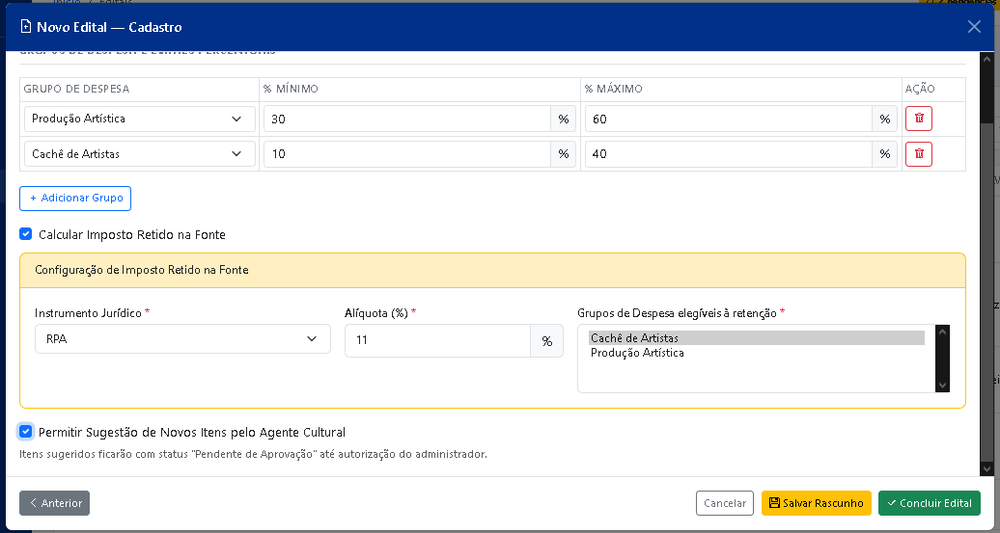 Novo Edital — Cadastro
GRUPO DE DESPESA % MÍNIMO % MÁXIMO AÇÃO
Produção Artística 30 % 60 %
Cachê de Artistas 10 % 40 %
+ Adicionar Grupo
Calcular Imposto Retido na Fonte
Configuração de Imposto Retido na Fonte
Instrumento Jurídico * Alíquota (%) * Grupos de Despesa elegíveis à retenção *
RPA 11 % Cachê de Artistas
Produção Artística
Permitir Sugestão de Novos Itens pelo Agente Cultural
Itens sugeridos ficarão com status "Pendente de Aprovação" até autorização do administrador.
Anterior Cancelar Salvar Rascunho Concluir Edital